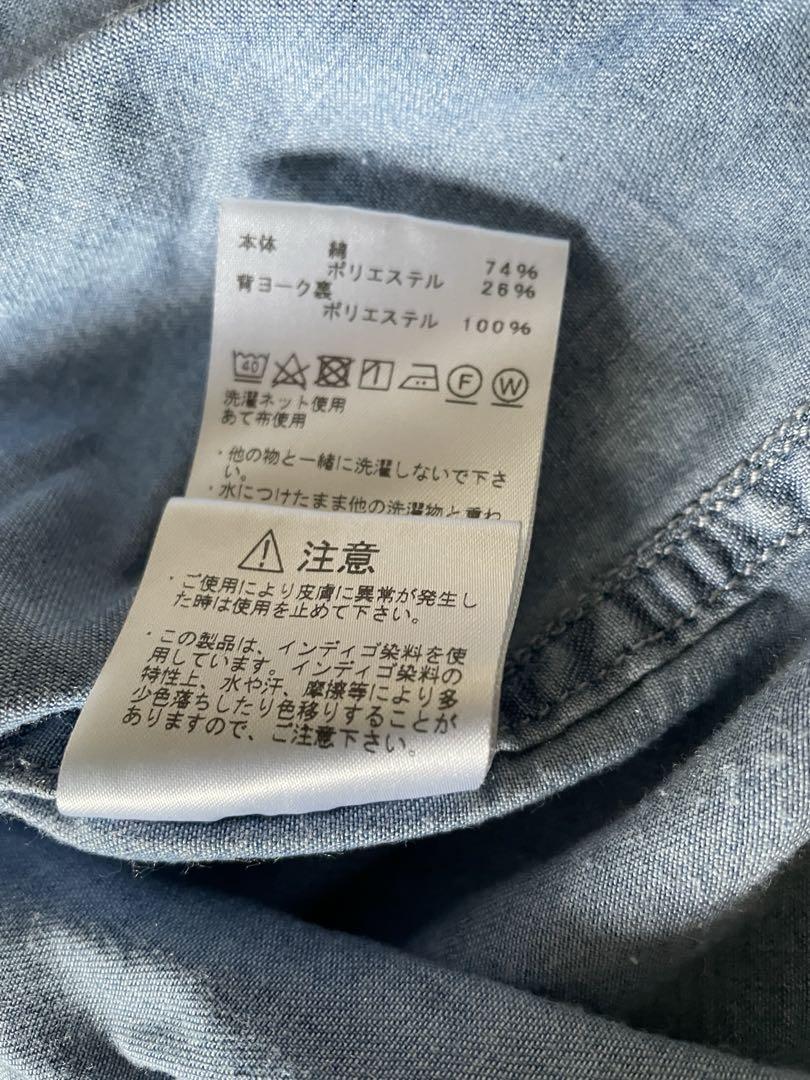 本体 綿 74%
ポリエステル 26%
背ヨーク裏
ポリエステル 100%
40 F W
洗濯ネット使用
あて布使用
・他の物と一緒に洗濯しないで下さ
い。
・水につけたまま他の洗濯物と重ね
注意
・ご使用により皮膚に異常が発生し
た時は使用を止めて下さい。
・この製品は、インディゴ染料を使
用しています。インディゴ染料の
特性上、水や汗、摩擦等により多
少色落ちしたり色移りすることが
ありますので、ご注意下さい。